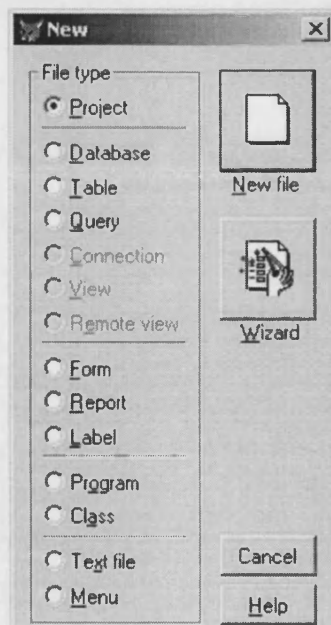 New
File type
Project
Database
Table
Query
Connection
View
Remote view
Form
Report
Label
Program
Class
Text file
Menu
New file
Wizard
Cancel
Help